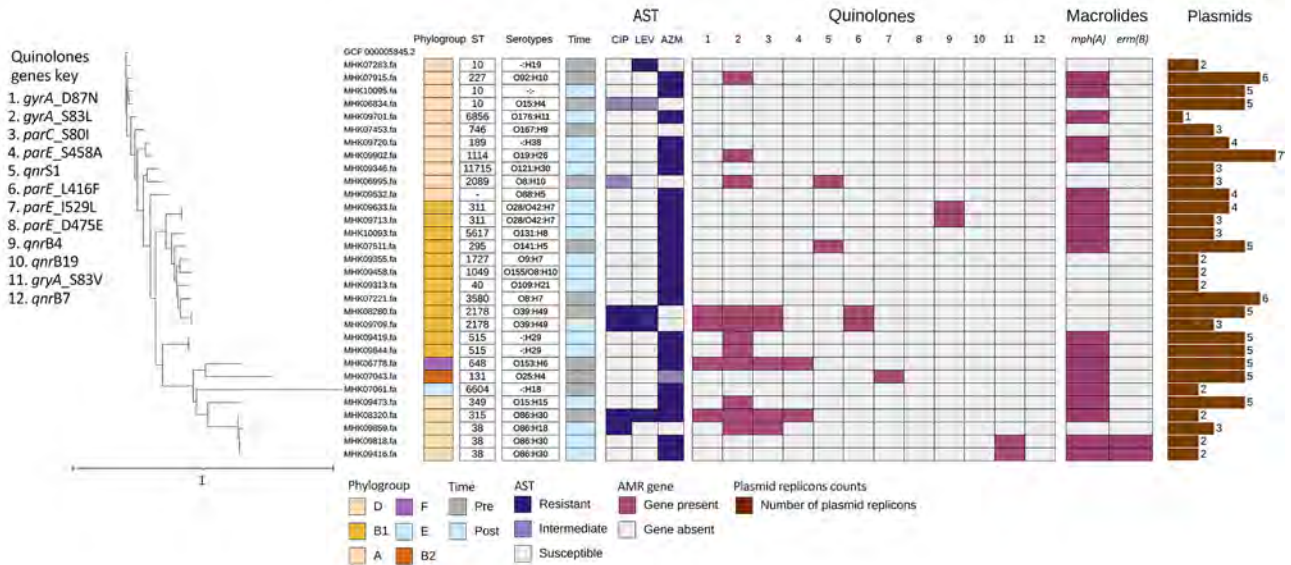 AST Quinolones Macrolides Plasmids
Phylogroup ST Serotypes Time CIP LEV AZM 1 2 3 4 5 6 7 8 9 10 11 12 mph(A) erm(B)
Quinolones
genes key
1. gyrA_D87N
2. gyrA_S83L
3. parC_S80I
4. parE_S458A
5. qnrS1
6. parE_L416F
7. parE_I529L
8. parE_D475E
9. qnrB4
10. qnrB19
11. gryA_S83V
12. qnrB7
GCF 000005845.2
MHK07283.fa 10 -:H19 2
MHK07915.fa 227 O92:H10 6
MHK10095.fa 10 -:- 5
MHK06834.fa 10 O15:H4 5
MHK09701.fa 6856 O176:H11 1
MHK07453.fa 746 O167:H9 3
MHK09720.fa 189 -:H38 4
MHK09902.fa 1114 O19:H26 7
MHK09346.fa 11715 O121:H30 3
MHK06995.fa 2089 O8:H10 3
MHK09532.fa - O88:H5 4
MHK09633.fa 311 O28/O42:H7 4
MHK09713.fa 311 O28/O42:H7 3
MHK10093.fa 5617 O131:H8 3
MHK07511.fa 295 O141:H5 5
MHK09355.fa 1727 O9:H7 2
MHK09458.fa 1049 O155/O8:H10 2
MHK09313.fa 40 O109:H21 2
MHK07221.fa 3580 O8:H7 6
MHK08280.fa 2178 O39:H49 5
MHK09709.fa 2178 O39:H49 3
MHK09419.fa 515 -:H29 5
MHK09844.fa 515 -:H29 5
MHK06778.fa 648 O153:H6 5
MHK07043.fa 131 O25:H4 5
MHK07061.fa 6604 -:H18 2
MHK09473.fa 349 O15:H15 5
MHK08320.fa 315 O86:H30 2
MHK09859.fa 38 O86:H18 3
MHK09818.fa 38 O86:H30 2
MHK09416.fa 38 O86:H30 2
1
Phylogroup Time AST AMR gene Plasmid replicons counts
D F Pre Resistant Gene present Number of plasmid replicons
B1 E Post Intermediate Gene absent
A B2 Susceptible